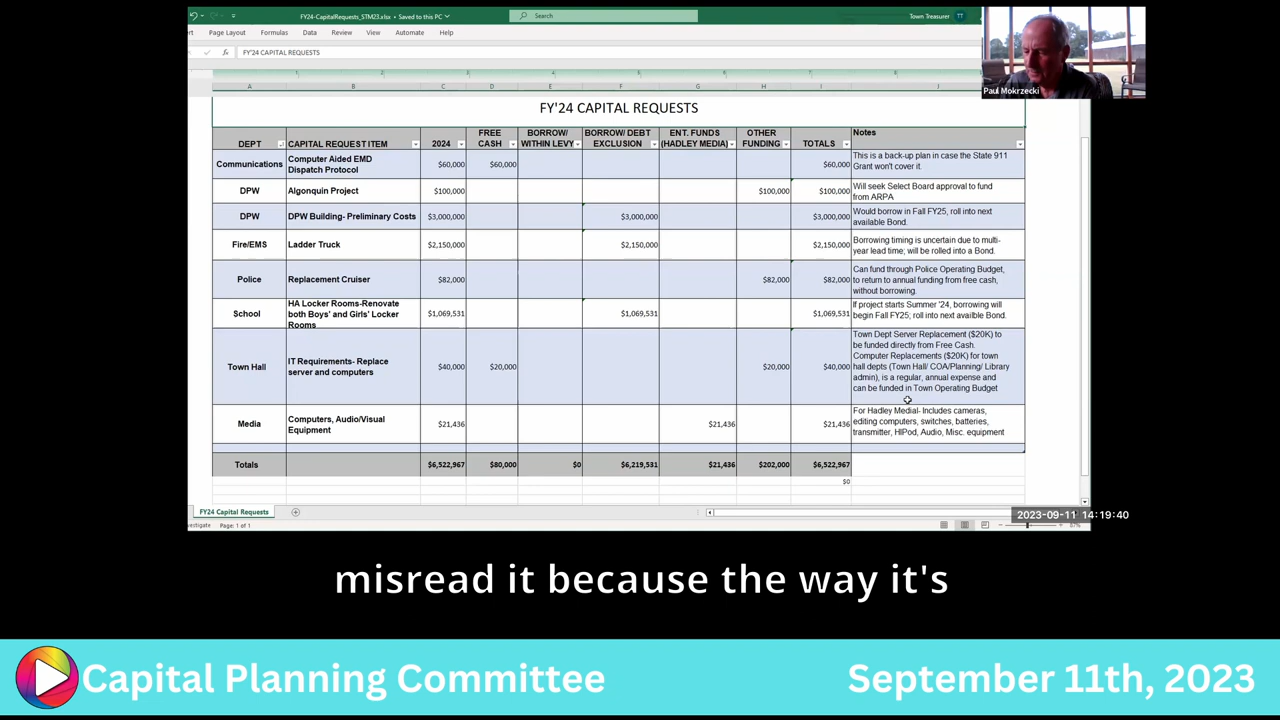 FY24-CapitalRequests_STM23.xlsx • Saved to this PC
Search
Town Treasurer TT
Page Layout Formulas Data Review View Automate Help
fx FY'24 CAPITAL REQUESTS
Paul Mokrzecki
A B C D E F G H I J
FY'24 CAPITAL REQUESTS
DEPT CAPITAL REQUEST ITEM 2024 FREE CASH BORROW/ WITHIN LEVY BORROW/ DEBT EXCLUSION ENT. FUNDS (HADLEY MEDIA) OTHER FUNDING TOTALS Notes
Communications Computer Aided EMD Dispatch Protocol $60,000 $60,000 $60,000 This is a back-up plan in case the State 911 Grant won't cover it.
DPW Algonquin Project $100,000 $100,000 $100,000 Will seek Select Board approval to fund from ARPA
DPW DPW Building- Preliminary Costs $3,000,000 $3,000,000 $3,000,000 Would borrow in Fall FY25, roll into next available Bond.
Fire/EMS Ladder Truck $2,150,000 $2,150,000 $2,150,000 Borrowing timing is uncertain due to multi-year lead time; will be rolled into a Bond.
Police Replacement Cruiser $82,000 $82,000 $82,000 Can fund through Police Operating Budget, to return to annual funding from free cash, without borrowing.
School HA Locker Rooms-Renovate both Boys' and Girls' Locker Rooms $1,069,531 $1,069,531 $1,069,531 If project starts Summer '24, borrowing will begin Fall FY25; roll into next availble Bond.
Town Hall IT Requirements- Replace server and computers $40,000 $20,000 $20,000 $40,000 Town Dept Server Replacement ($20K) to be funded directly from Free Cash. Computer Replacements ($20K) for town hall depts (Town Hall/ COA/Planning/ Library admin), is a regular, annual expense and can be funded in Town Operating Budget
Media Computers, Audio/Visual Equipment $21,436 $21,436 $21,436 For Hadley Medial- Includes cameras, editing computers, switches, batteries, transmitter, HIPod, Audio, Misc. equipment
Totals $6,522,967 $80,000 $0 $6,219,531 $21,436 $202,000 $6,522,967
$0
FY24 Capital Requests
Page: 1 of 1
2023-09-11 14:19:40
misread it because the way it's
Capital Planning Committee
September 11th, 2023